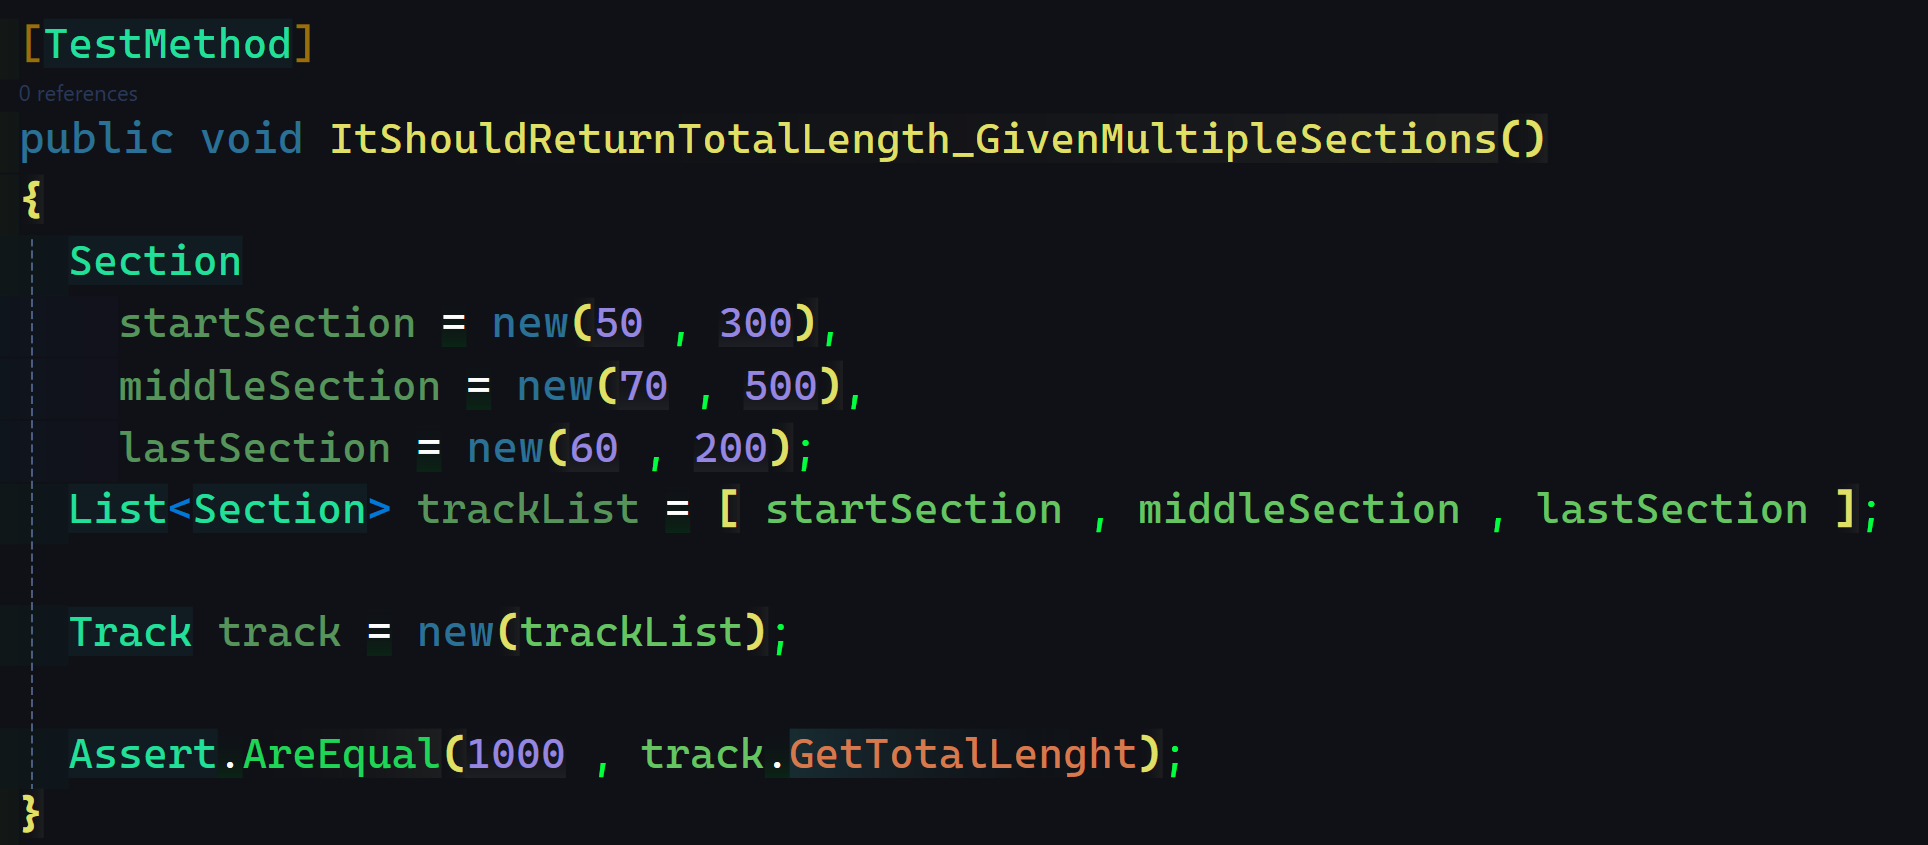 [TestMethod]
0 references
public void ItShouldReturnTotalLength_GivenMultipleSections()
{
Section
startSection = new(50 , 300),
middleSection = new(70 , 500),
lastSection = new(60 , 200);
List<Section> trackList = [ startSection , middleSection , lastSection ];
Track track = new(trackList);
Assert.AreEqual(1000 , track.GetTotalLenght);
}